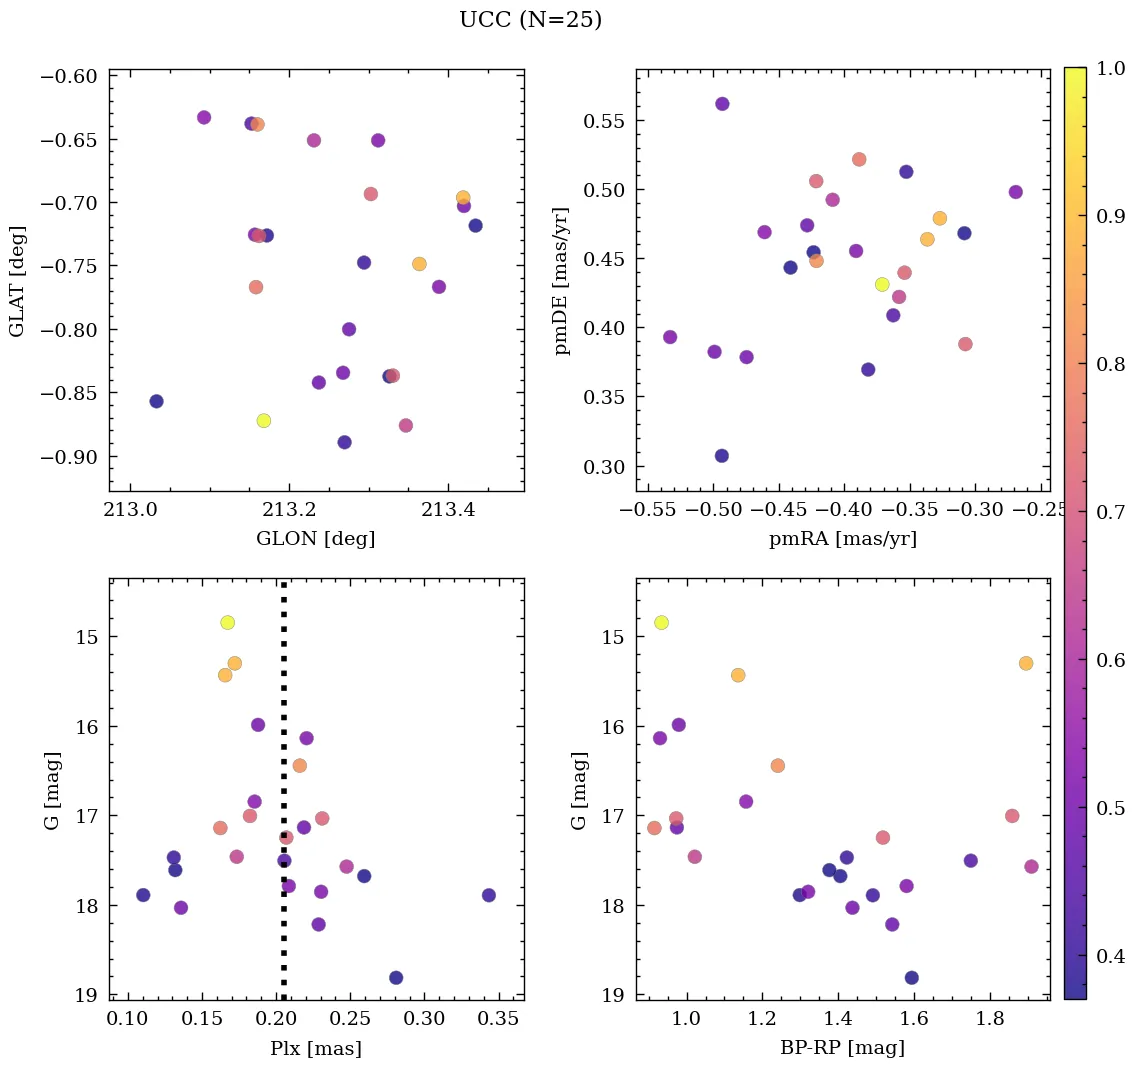 UCC (N=25)
−0.60
−0.65
−0.70
−0.75
−0.80
−0.85
−0.90
GLAT [deg]
213.0 213.2 213.4
GLON [deg]
0.55
0.50
0.45
0.40
0.35
0.30
pmDE [mas/yr]
−0.55 −0.50 −0.45 −0.40 −0.35 −0.30 −0.25
pmRA [mas/yr]
1.0
0.9
0.8
0.7
0.6
0.5
0.4
15
16
17
18
19
G [mag]
0.10 0.15 0.20 0.25 0.30 0.35
Plx [mas]
15
16
17
18
19
G [mag]
1.0 1.2 1.4 1.6 1.8
BP-RP [mag]